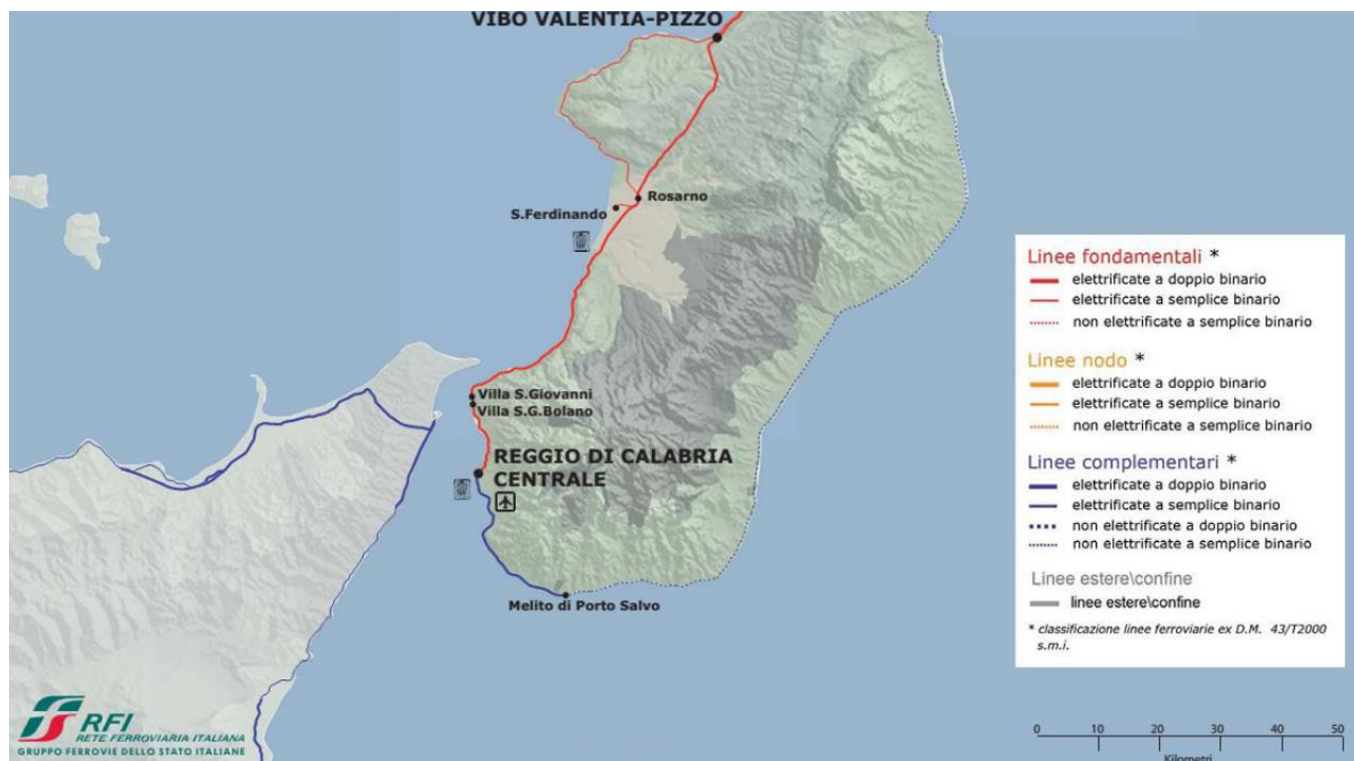 VIBO VALENTIA-PIZZO
Rosarno
S.Ferdinando
Villa S.Giovanni
Villa S.G.Bolano
REGGIO DI CALABRIA
CENTRALE
Melito di Porto Salvo
Linee fondamentali *
elettrificate a doppio binario
elettrificate a semplice binario
non elettrificate a semplice binario
Linee nodo *
elettrificate a doppio binario
elettrificate a semplice binario
non elettrificate a semplice binario
Linee complementari *
elettrificate a doppio binario
elettrificate a semplice binario
non elettrificate a doppio binario
non elettrificate a semplice binario
Linee estere\confine
linee estere\confine
* classificazione linee ferroviarie ex D.M. 43/T2000
s.m.i.
RFI
RETE FERROVIARIA ITALIANA
GRUPPO FERROVIE DELLO STATO ITALIANE
0 10 20 30 40 50
Kilometri